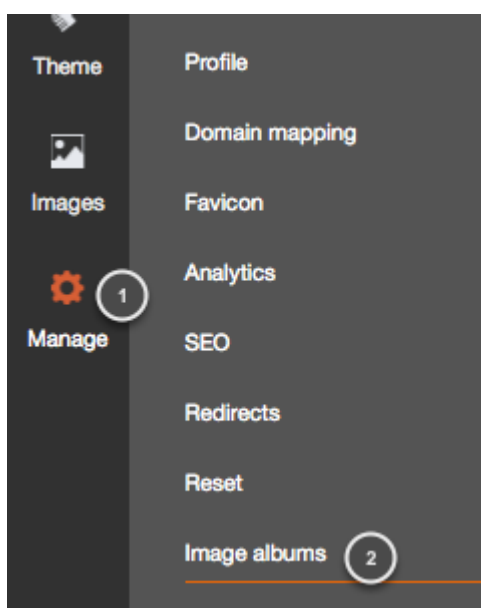 Theme
Images
1
Manage
Profile
Domain mapping
Favicon
Analytics
SEO
Redirects
Reset
Image albums 2